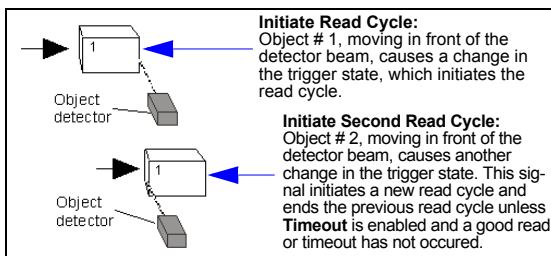 Initiate Read Cycle:
Object # 1, moving in front of the
detector beam, causes a change in
the trigger state, which initiates the
read cycle.
1
Object
detector
Initiate Second Read Cycle:
Object # 2, moving in front of the
detector beam, causes another
change in the trigger state. This sig-
nal initiates a new read cycle and
ends the previous read cycle unless
Timeout is enabled and a good read
or timeout has not occured.
1
Object
detector